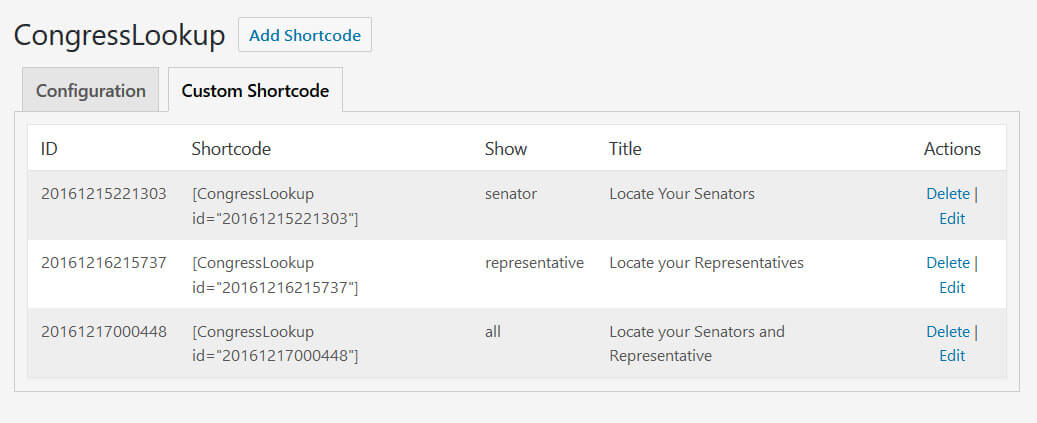 CongressLookup Add Shortcode
Configuration Custom Shortcode
ID Shortcode Show Title Actions
20161215221303 [CongressLookup senator Locate Your Senators Delete |
id="20161215221303"] Edit
20161216215737 [CongressLookup representative Locate your Representatives Delete |
id="20161216215737"] Edit
20161217000448 [CongressLookup all Locate your Senators and Delete |
id="20161217000448"] Representative Edit